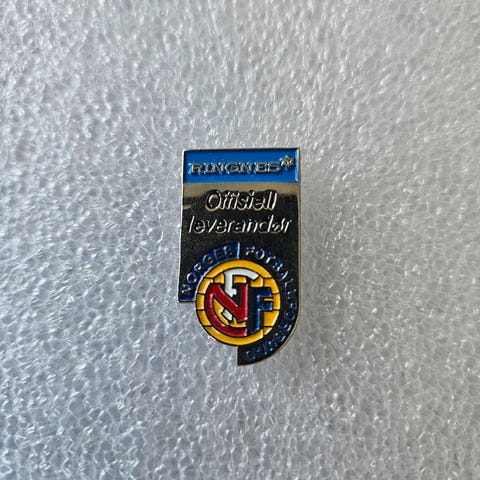 RINGNES
Offisiell
leverandør
NORGES FOTBALLFORBUND
NFF